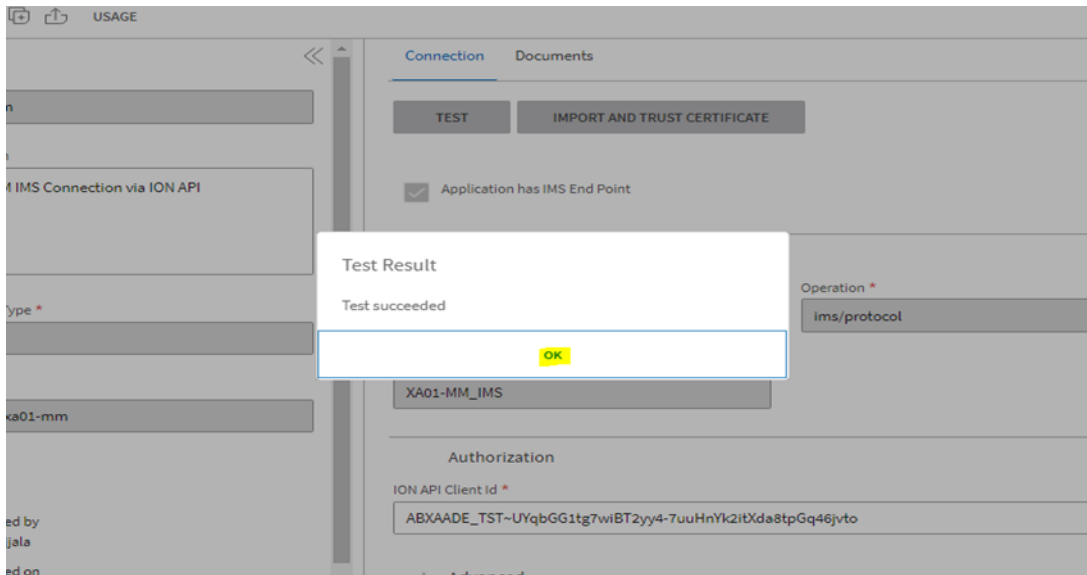 USAGE
Connection Documents
TEST IMPORT AND TRUST CERTIFICATE
IMS Connection via ION API
Application has IMS End Point
Test Result
Test succeeded
OK
Type *
Operation *
ims/protocol
XA01-MM_IMS
xa01-mm
Authorization
ION API Client Id *
ABXAADE_TST~UYqbGG1tg7wiBT2yy4-7uuHnYk2itXda8tpGq46jvto
ed by
jala
ed on